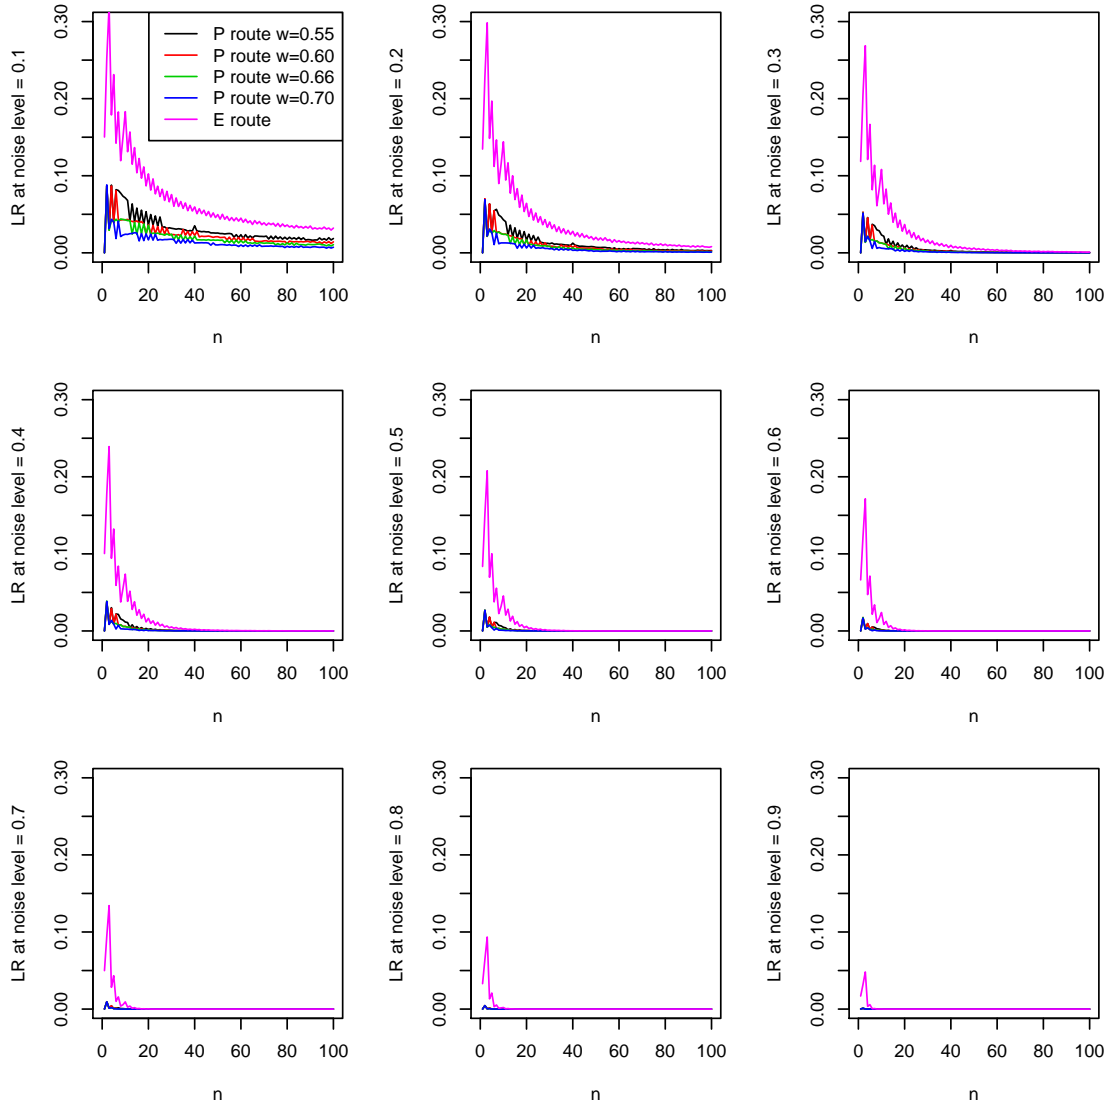 LR at noise level = 0.1
0.00 0.10 0.20 0.30
P route w=0.55
P route w=0.60
P route w=0.66
P route w=0.70
E route
0 20 40 60 80 100
n
LR at noise level = 0.2
0.00 0.10 0.20 0.30
0 20 40 60 80 100
n
LR at noise level = 0.3
0.00 0.10 0.20 0.30
0 20 40 60 80 100
n
LR at noise level = 0.4
0.00 0.10 0.20 0.30
0 20 40 60 80 100
n
LR at noise level = 0.5
0.00 0.10 0.20 0.30
0 20 40 60 80 100
n
LR at noise level = 0.6
0.00 0.10 0.20 0.30
0 20 40 60 80 100
n
LR at noise level = 0.7
0.00 0.10 0.20 0.30
0 20 40 60 80 100
n
LR at noise level = 0.8
0.00 0.10 0.20 0.30
0 20 40 60 80 100
n
LR at noise level = 0.9
0.00 0.10 0.20 0.30
0 20 40 60 80 100
n